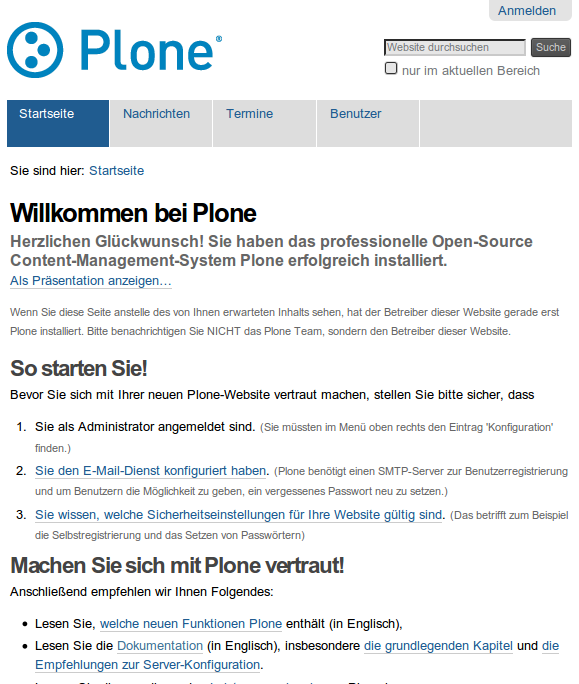 Anmelden
Plone®
Website durchsuchen
Suche
nur im aktuellen Bereich
Startseite
Nachrichten
Termine
Benutzer
Sie sind hier: Startseite
Willkommen bei Plone
Herzlichen Glückwunsch! Sie haben das professionelle Open-Source
Content-Management-System Plone erfolgreich installiert.
Als Präsentation anzeigen…
Wenn Sie diese Seite anstelle des von Ihnen erwarteten Inhalts sehen, hat der Betreiber dieser Website gerade erst
Plone installiert. Bitte benachrichtigen Sie NICHT das Plone Team, sondern den Betreiber dieser Website.
So starten Sie!
Bevor Sie sich mit Ihrer neuen Plone-Website vertraut machen, stellen Sie bitte sicher, dass
1. Sie als Administrator angemeldet sind. (Sie müssten im Menü oben rechts den Eintrag 'Konfiguration'
finden.)
2. Sie den E-Mail-Dienst konfiguriert haben. (Plone benötigt einen SMTP-Server zur Benutzerregistrierung
und um Benutzern die Möglichkeit zu geben, ein vergessenes Passwort neu zu setzen.)
3. Sie wissen, welche Sicherheitseinstellungen für Ihre Website gültig sind. (Das betrifft zum Beispiel
die Selbstregistrierung und das Setzen von Passwörtern)
Machen Sie sich mit Plone vertraut!
Anschließend empfehlen wir Ihnen Folgendes:
• Lesen Sie, welche neuen Funktionen Plone enthält (in Englisch),
• Lesen Sie die Dokumentation (in Englisch), insbesondere die grundlegenden Kapitel und die
Empfehlungen zur Server-Konfiguration.